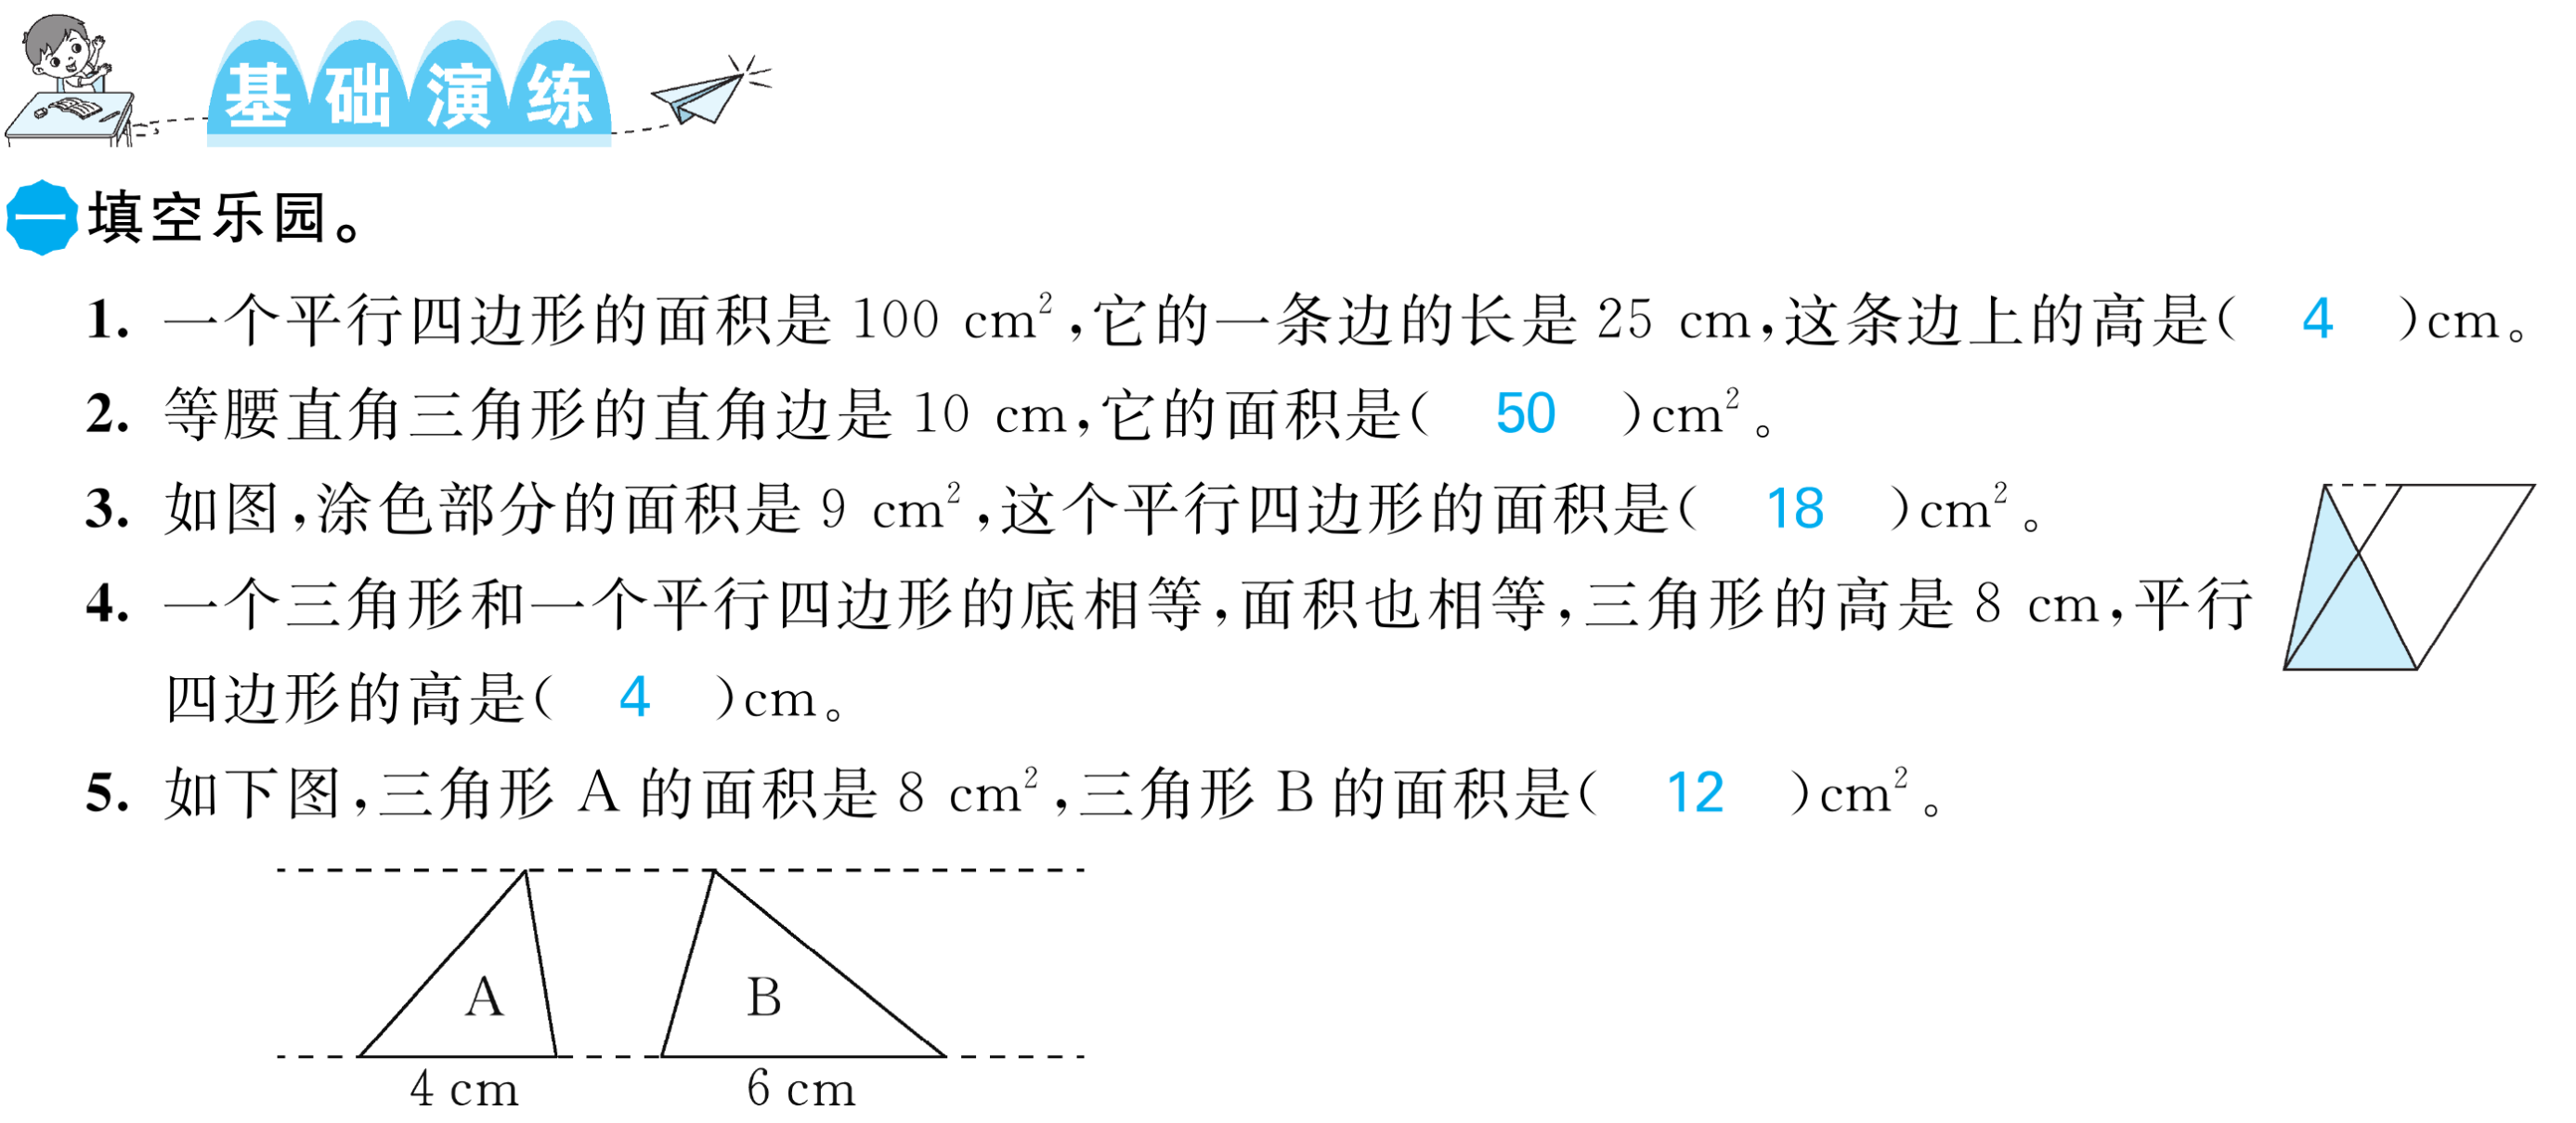 基础演练
一 填空乐园。
1. 一个平行四边形的面积是 100 cm²,它的一条边的长是 25 cm,这条边上的高是( 4 )cm。
2. 等腰直角三角形的直角边是 10 cm,它的面积是( 50 )cm²。
3. 如图,涂色部分的面积是 9 cm²,这个平行四边形的面积是( 18 )cm²。
4. 一个三角形和一个平行四边形的底相等,面积也相等,三角形的高是 8 cm,平行
四边形的高是( 4 )cm。
5. 如下图,三角形 A 的面积是 8 cm²,三角形 B 的面积是( 12 )cm²。
A B
4 cm 6 cm